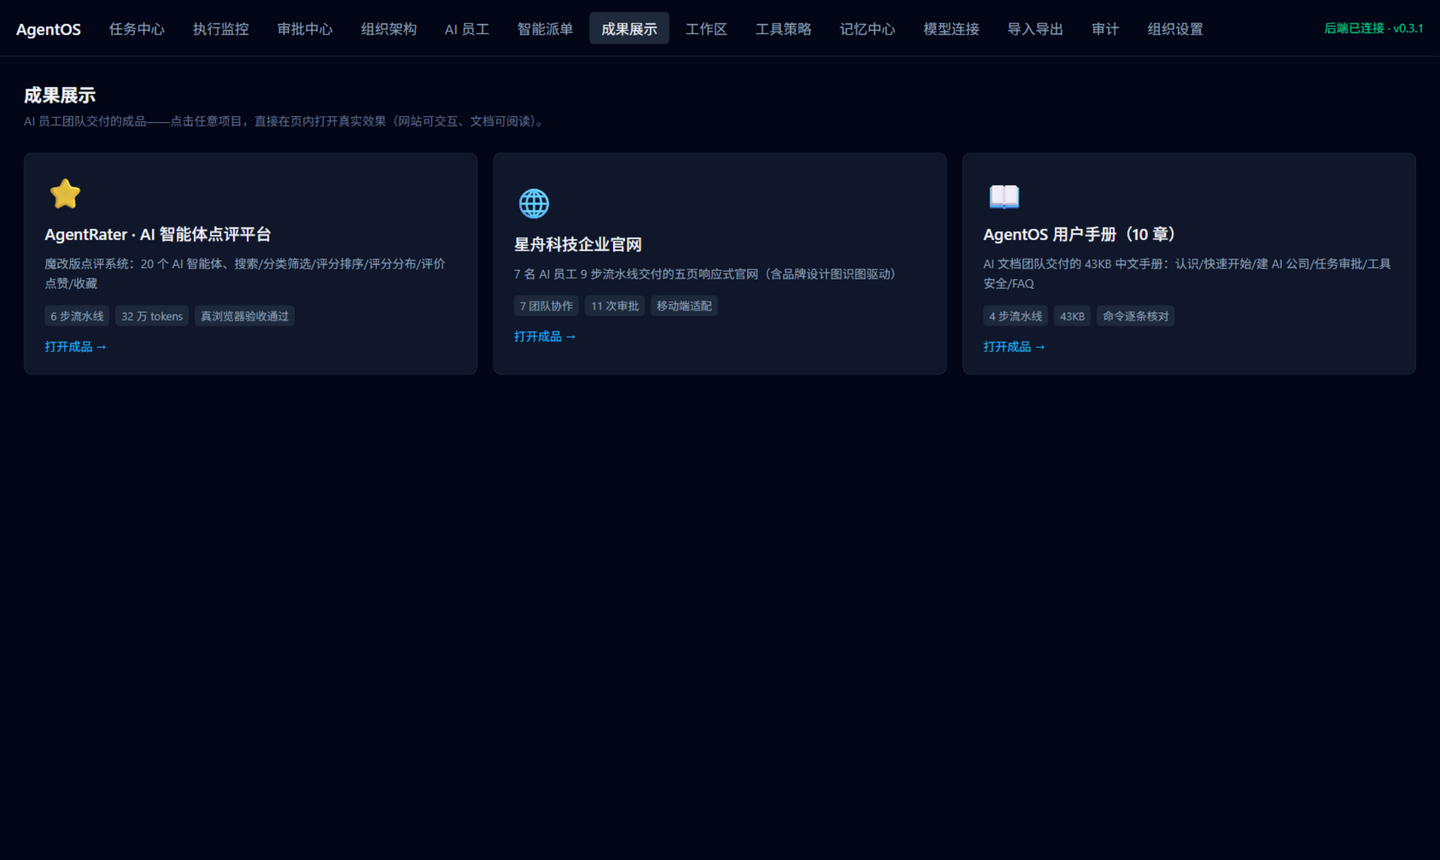 AgentOS 任务中心 执行监控 审批中心 组织架构 AI 员工 智能派单 成果展示 工作区 工具策略 记忆中心 模型连接 导入导出 审计 组织设置 后端已连接 · v0.3.1
成果展示
AI 员工团队交付的成品——点击任意项目，直接在页内打开真实效果（网站可交互、文档可阅读）。
AgentRater · AI 智能体点评平台
魔改版点评系统：20 个 AI 智能体、搜索/分类筛选/评分排序/评分分布/评价
点赞/收藏
6 步流水线 32 万 tokens 真浏览器验收通过
打开成品 →
星舟科技企业官网
7 名 AI 员工 9 步流水线交付的五页响应式官网（含品牌设计图识图驱动）
7 团队协作 11 次审批 移动端适配
打开成品 →
AgentOS 用户手册（10 章）
AI 文档团队交付的 43KB 中文手册：认识/快速开始/建 AI 公司/任务审批/工具
安全/FAQ
4 步流水线 43KB 命令逐条核对
打开成品 →